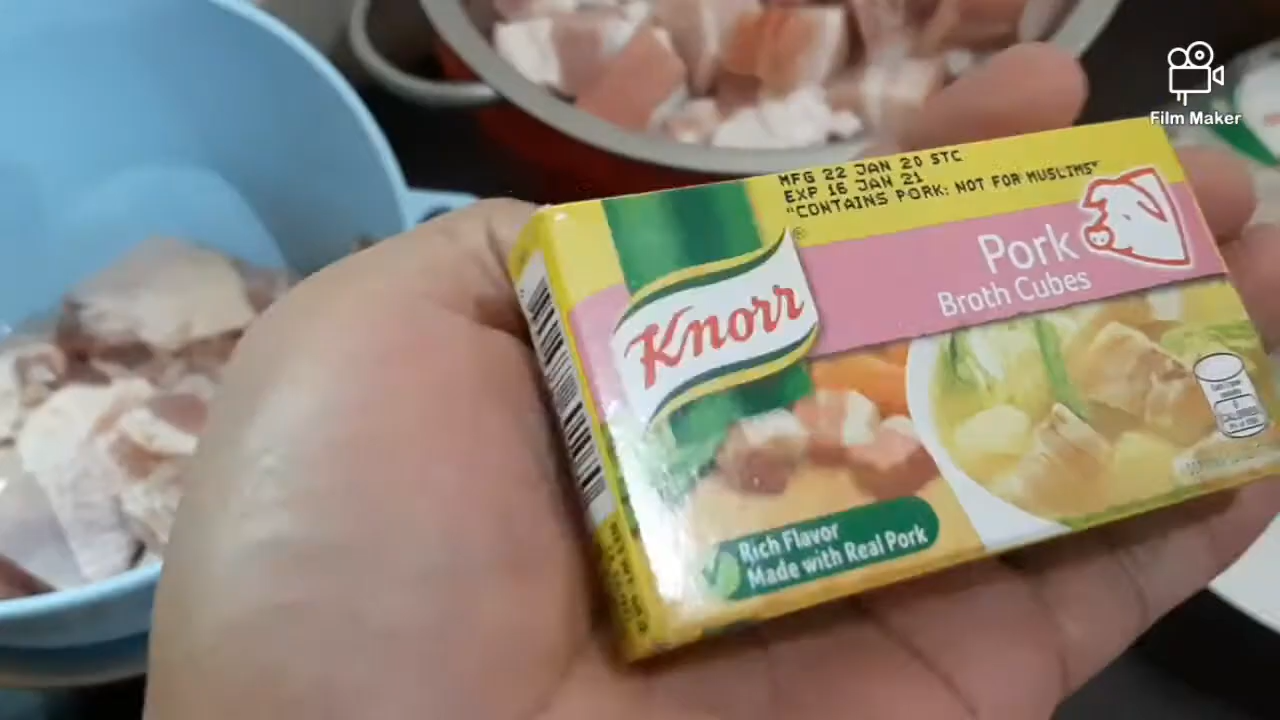 Film Maker
MFG 22 JAN 20 STC
EXP 16 JAN 21
"CONTAINS PORK: NOT FOR MUSLIMS"
Pork
Broth Cubes
Knorr
Rich Flavor
Made with Real Pork